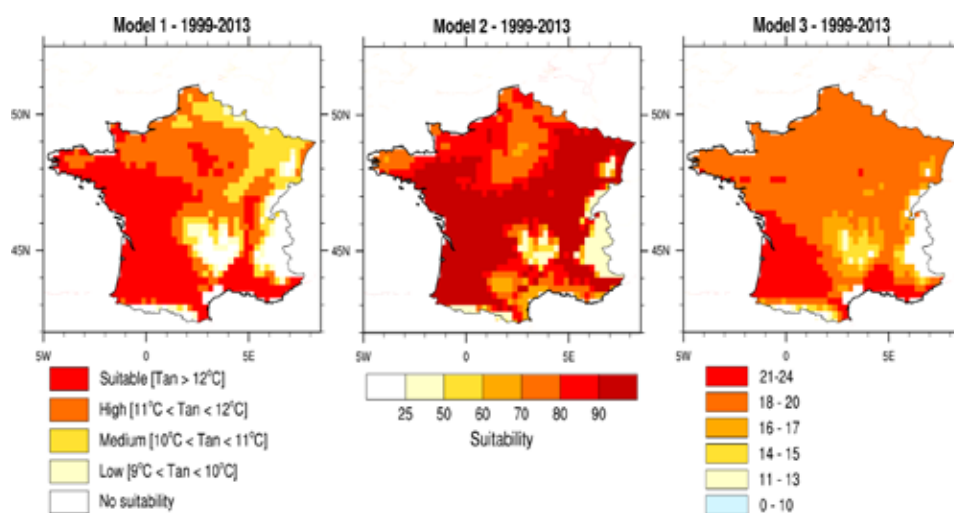 Model 1 - 1999-2013
Model 2 - 1999-2013
Model 3 - 1999-2013
50N
50N
50N
45N
45N
45N
5W 0 5E
5W 0 5E
5W 0 5E
Suitable [Tan > 12°C]
High [11°C < Tan < 12°C]
Medium [10°C < Tan < 11°C]
Low [9°C < Tan < 10°C]
No suitability
25 50 60 70 80 90
Suitability
21-24
18 - 20
16 - 17
14 - 15
11 - 13
0 - 10